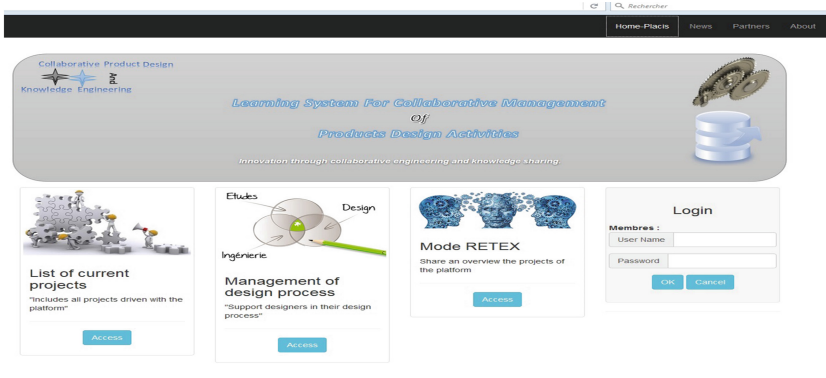 Rechercher
Home-Placis News Partners About
Collaborative Product Design
And
Knowledge Engineering
Learning System For Collaborative Management
Of
Products Design Activities
Innovation through collaborative engineering and knowledge sharing.
List of current
projects
"Includes all projects driven with the
platform"
Access
Etudes
Design
Ingénierie
Management of
design process
"Support designers in their design
process"
Access
Mode RETEX
Share an overview the projects of
the platform
Access
Login
Membres :
User Name
Password
OK Cancel